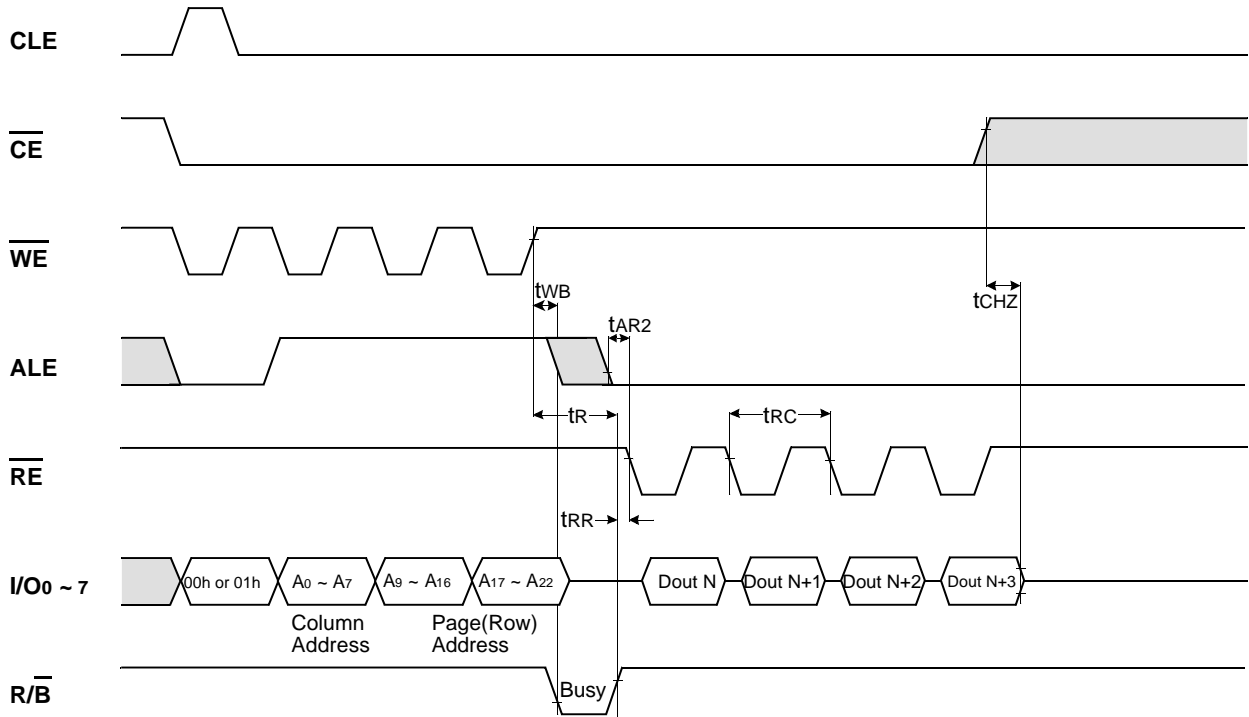 CLE
CE
WE
tWB
tCHZ
tAR2
ALE
tR
tRC
RE
tRR
I/O0 ~ 7
00h or 01h
A0 ~ A7
A9 ~ A16
A17 ~ A22
Dout N
Dout N+1
Dout N+2
Dout N+3
Column
Address
Page(Row)
Address
R/B
Busy